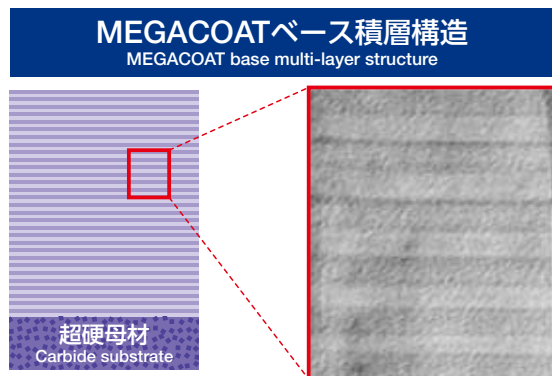 MEGACOATベース積層構造
MEGACOAT base multi-layer structure
超硬母材
Carbide substrate